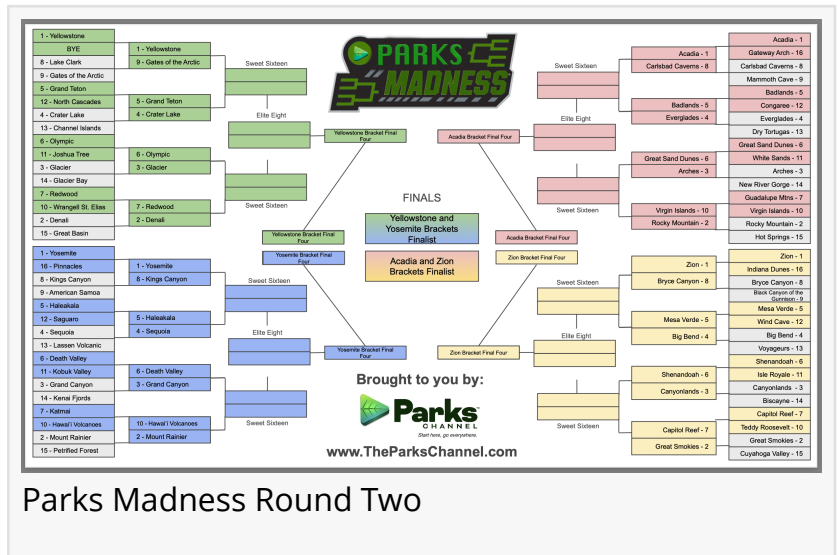 1 - Yellowstone
BYE
8 - Lake Clark
9 - Gates of the Arctic
5 - Grand Teton
12 - North Cascades
4 - Crater Lake
13 - Channel Islands
6 - Olympic
11 - Joshua Tree
3 - Glacier
14 - Glacier Bay
7 - Redwood
10 - Wrangell St. Elias
2 - Denali
15 - Great Basin
1 - Yellowstone
9 - Gates of the Arctic
5 - Grand Teton
4 - Crater Lake
6 - Olympic
3 - Glacier
7 - Redwood
2 - Denali
Sweet Sixteen
Elite Eight
Sweet Sixteen
Yellowstone Bracket Final
Four
Yellowstone Bracket Final
Four
1 - Yosemite
16 - Pinnacles
8 - Kings Canyon
9 - American Samoa
5 - Haleakala
12 - Saguaro
4 - Sequoia
13 - Lassen Volcanic
6 - Death Valley
11 - Kobuk Valley
3 - Grand Canyon
14 - Kenai Fjords
7 - Katmai
10 - Hawai'i Volcanoes
2 - Mount Rainier
15 - Petrified Forest
1 - Yosemite
8 - Kings Canyon
5 - Haleakala
4 - Sequoia
6 - Death Valley
3 - Grand Canyon
10 - Hawai'i Volcanoes
2 - Mount Rainier
Sweet Sixteen
Elite Eight
Sweet Sixteen
Yosemite Bracket Final
Four
Yosemite Bracket Final
Four
PARKS
MADNESS
FINALS
Yellowstone and
Yosemite Brackets
Finalist
Acadia and Zion
Brackets Finalist
Brought to you by:
Parks
CHANNEL
Start here, go everywhere.
www.TheParksChannel.com
Acadia Bracket Final Four
Acadia Bracket Final Four
Sweet Sixteen
Elite Eight
Sweet Sixteen
Acadia - 1
Carlsbad Caverns - 8
Badlands - 5
Everglades - 4
Great Sand Dunes - 6
Arches - 3
Virgin Islands - 10
Rocky Mountain - 2
Acadia - 1
Gateway Arch - 16
Carlsbad Caverns - 8
Mammoth Cave - 9
Badlands - 5
Congaree - 12
Everglades - 4
Dry Tortugas - 13
Great Sand Dunes - 6
White Sands - 11
Arches - 3
New River Gorge - 14
Guadalupe Mtns - 7
Virgin Islands - 10
Rocky Mountain - 2
Hot Springs - 15
Zion Bracket Final Four
Zion Bracket Final Four
Sweet Sixteen
Elite Eight
Sweet Sixteen
Zion - 1
Bryce Canyon - 8
Mesa Verde - 5
Big Bend - 4
Shenandoah - 6
Canyonlands - 3
Capitol Reef - 7
Great Smokies - 2
Zion - 1
Indiana Dunes - 16
Bryce Canyon - 8
Black Canyon of the
Gunnison - 9
Mesa Verde - 5
Wind Cave - 12
Big Bend - 4
Voyageurs - 13
Shenandoah - 6
Isle Royale - 11
Canyonlands - 3
Biscayne - 14
Capitol Reef - 7
Teddy Roosevelt - 10
Great Smokies - 2
Cuyahoga Valley - 15
Parks Madness Round Two